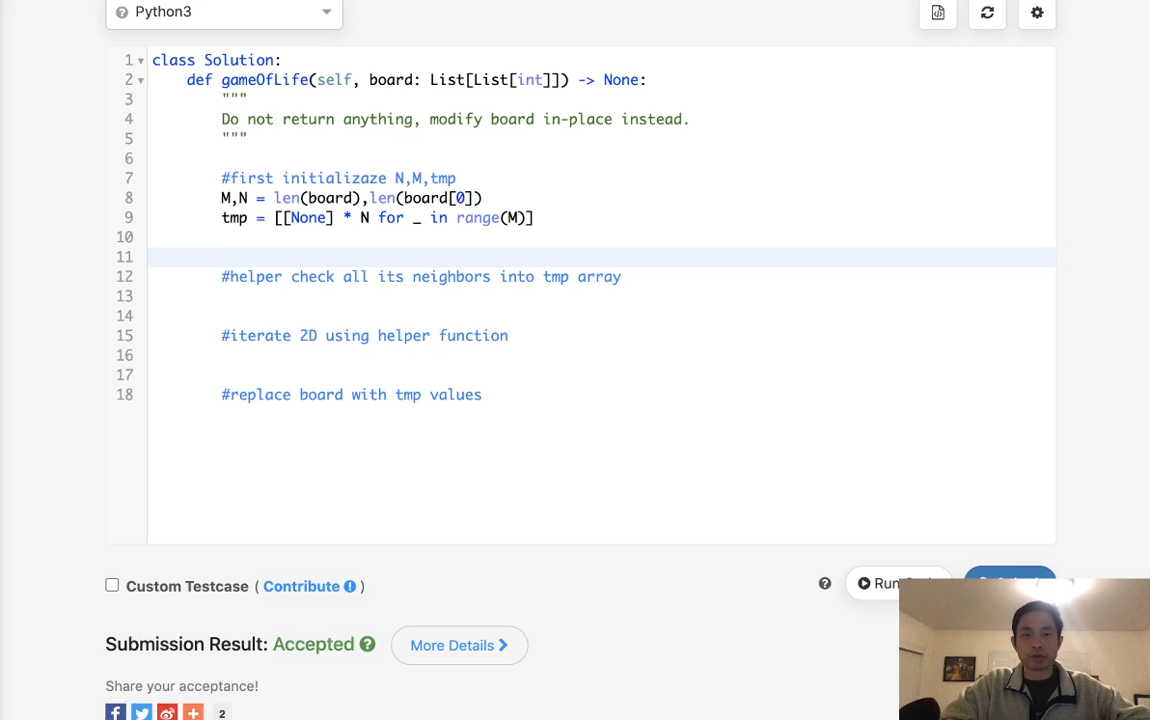 Python3
1 class Solution:
2 def gameOfLife(self, board: List[List[int]]) -> None:
3 """
4 Do not return anything, modify board in-place instead.
5 """
6
7 #first initializaze N,M,tmp
8 M,N = len(board),len(board[0])
9 tmp = [[None] * N for _ in range(M)]
10
11
12 #helper check all its neighbors into tmp array
13
14
15 #iterate 2D using helper function
16
17
18 #replace board with tmp values
Custom Testcase ( Contribute )
Run
Submission Result: Accepted
More Details
Share your acceptance!
2